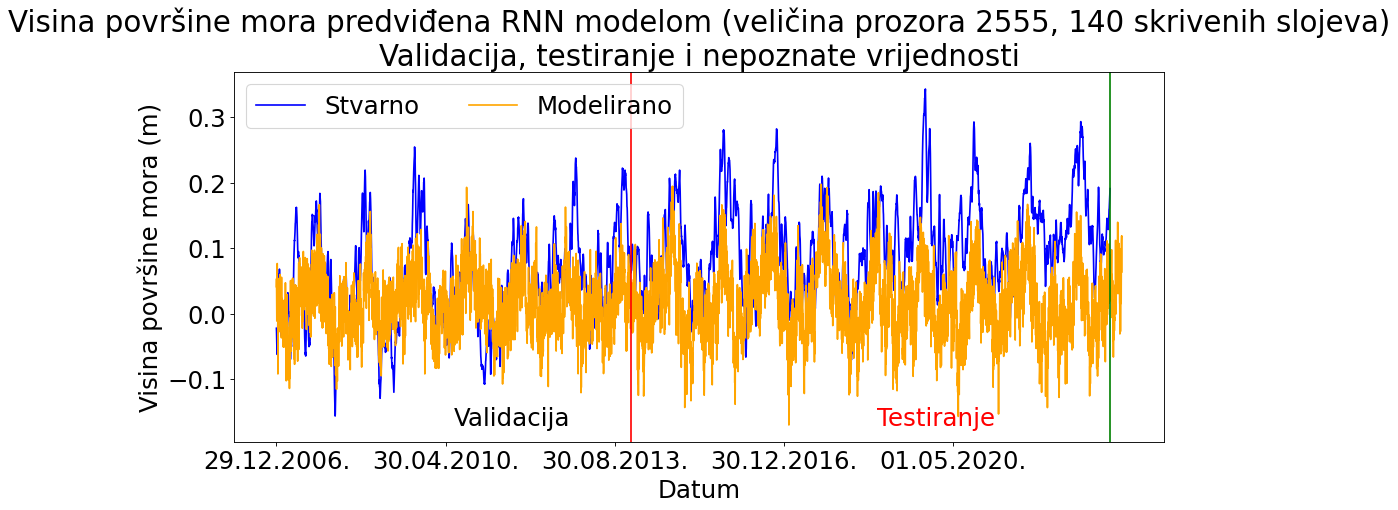 Visina površine mora predviđena RNN modelom (veličina prozora 2555, 140 skrivenih slojeva)
Validacija, testiranje i nepoznate vrijednosti
Stvarno
Modelirano
Visina površine mora (m)
0.3
0.2
0.1
0.0
−0.1
Validacija
Testiranje
29.12.2006.
30.04.2010.
30.08.2013.
30.12.2016.
01.05.2020.
Datum